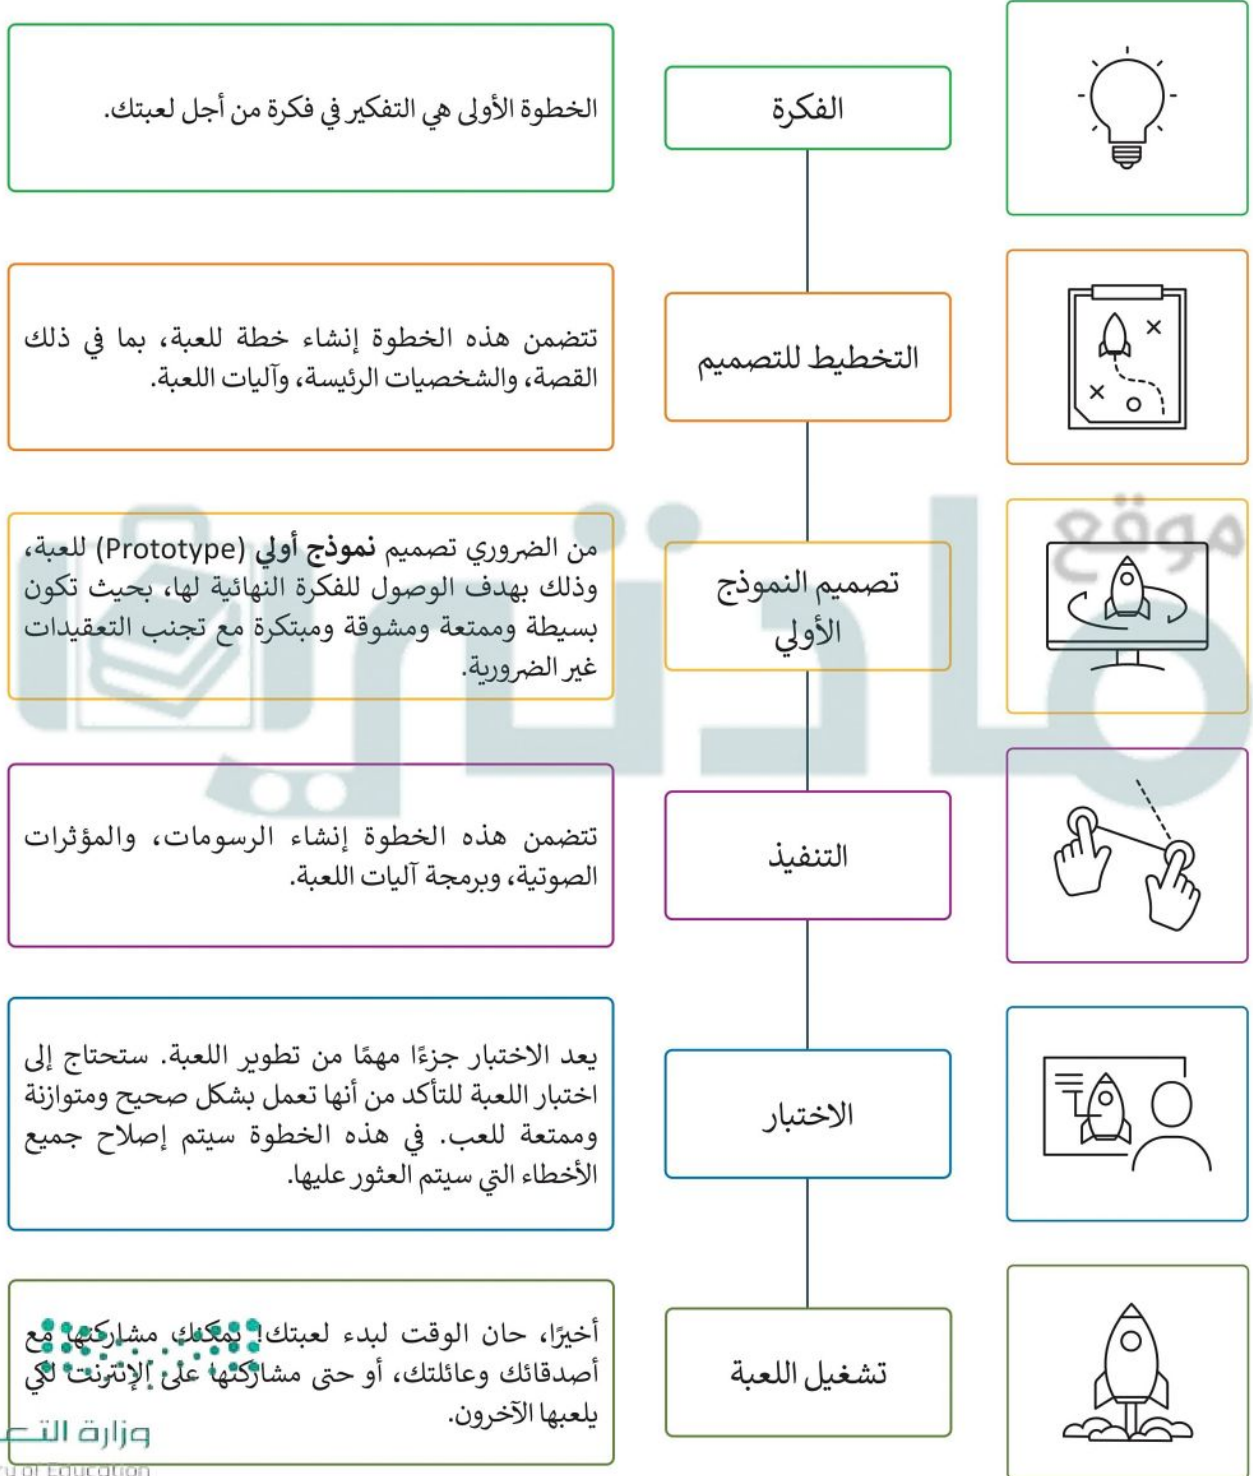 الفكرة
الخطوة الأولى هي التفكير في فكرة من أجل لعبتك.
التخطيط للتصميم
تتضمن هذه الخطوة إنشاء خطة للعبة، بما في ذلك
القصة، والشخصيات الرئيسة، وآليات اللعبة.
موقع
مادتي
تصميم النموذج
الأولي
من الضروري تصميم نموذج أولي (Prototype) للعبة،
وذلك بهدف الوصول للفكرة النهائية لها، بحيث تكون
بسيطة وممتعة ومشوقة ومبتكرة مع تجنب التعقيدات
غير الضرورية.
التنفيذ
تتضمن هذه الخطوة إنشاء الرسومات، والمؤثرات
الصوتية، وبرمجة آليات اللعبة.
الاختبار
يعد الاختبار جزءًا مهمًا من تطوير اللعبة. ستحتاج إلى
اختبار اللعبة للتأكد من أنها تعمل بشكل صحيح ومتوازنة
وممتعة للعب. في هذه الخطوة سيتم إصلاح جميع
الأخطاء التي سيتم العثور عليها.
تشغيل اللعبة
أخيرًا، حان الوقت لبدء لعبتك! يمكنك مشاركتها مع
أصدقائك وعائلتك، أو حتى مشاركتها على الإنترنت لكي
يلعبها الآخرون.
وزارة
Education